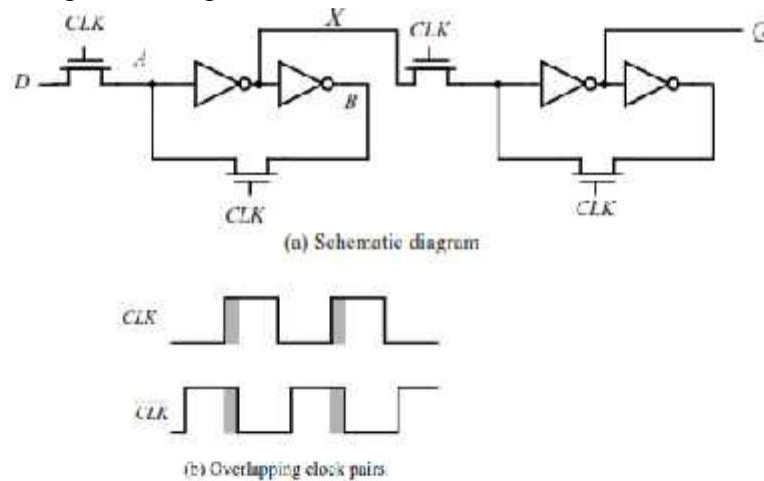 CLK
X
CLK
Q
D
A
B
CLK
CLK
(a) Schematic diagram
CLK
CLK
(b) Overlapping clock pairs